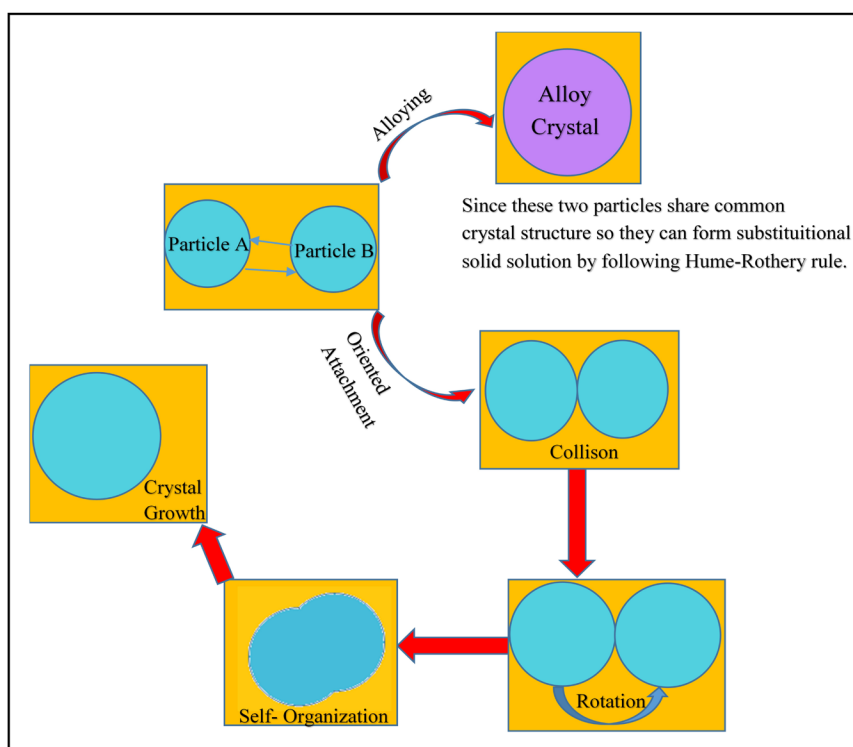 Alloy
Crystal
Alloying
Since these two particles share common
crystal structure so they can form substituitional
solid solution by following Hume-Rothery rule.
Particle A
Particle B
Oriented
Attachment
Collison
Crystal
Growth
Rotation
Self- Organization